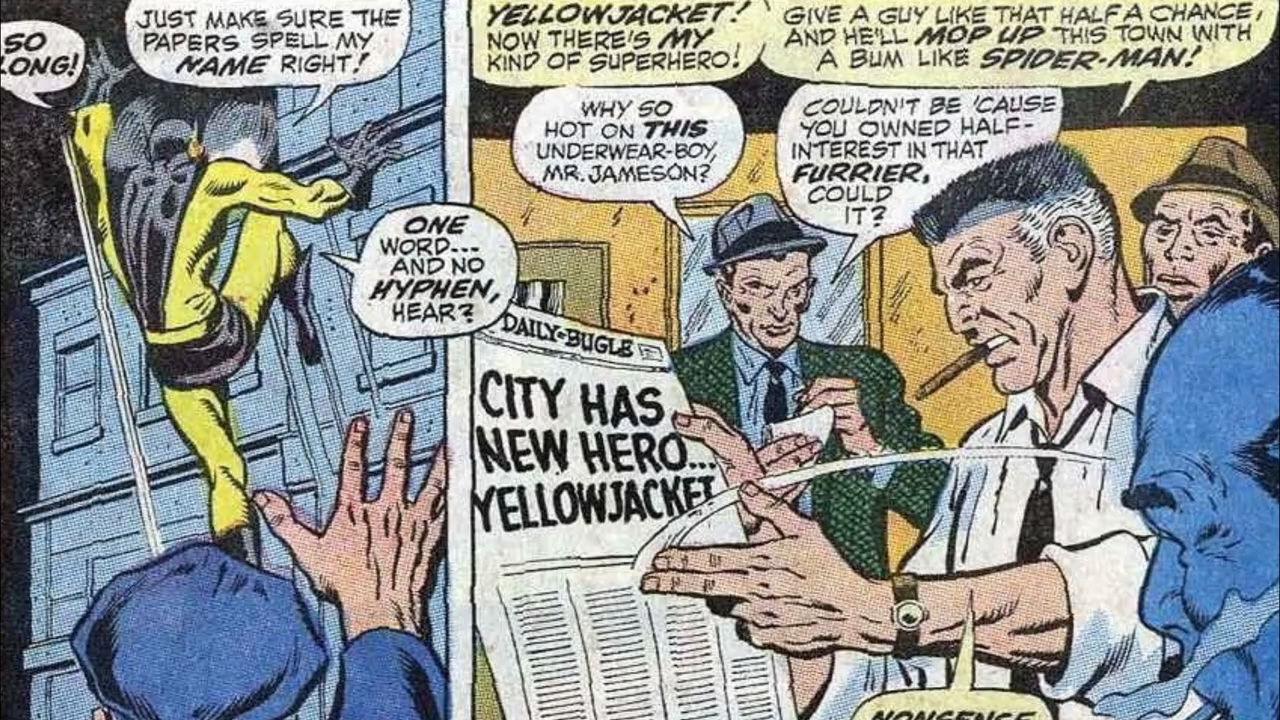 SO
LONG!
JUST MAKE SURE THE
PAPERS SPELL MY
NAME RIGHT!
ONE
WORD...
AND NO
HYPHEN,
HEAR?
YELLOWJACKET!
NOW THERE'S MY
KIND OF SUPERHERO!
GIVE A GUY LIKE THAT HALF A CHANCE,
AND HE'LL MOP UP THIS TOWN WITH
A BUM LIKE SPIDER-MAN!
WHY SO
HOT ON THIS
UNDERWEAR-BOY,
MR. JAMESON?
COULDN'T BE 'CAUSE
YOU OWNED HALF-
INTEREST IN THAT
FURRIER,
COULD
IT?
DAILY-BUGLE
CITY HAS
NEW HERO...
YELLOWJACKET
NONSENSE